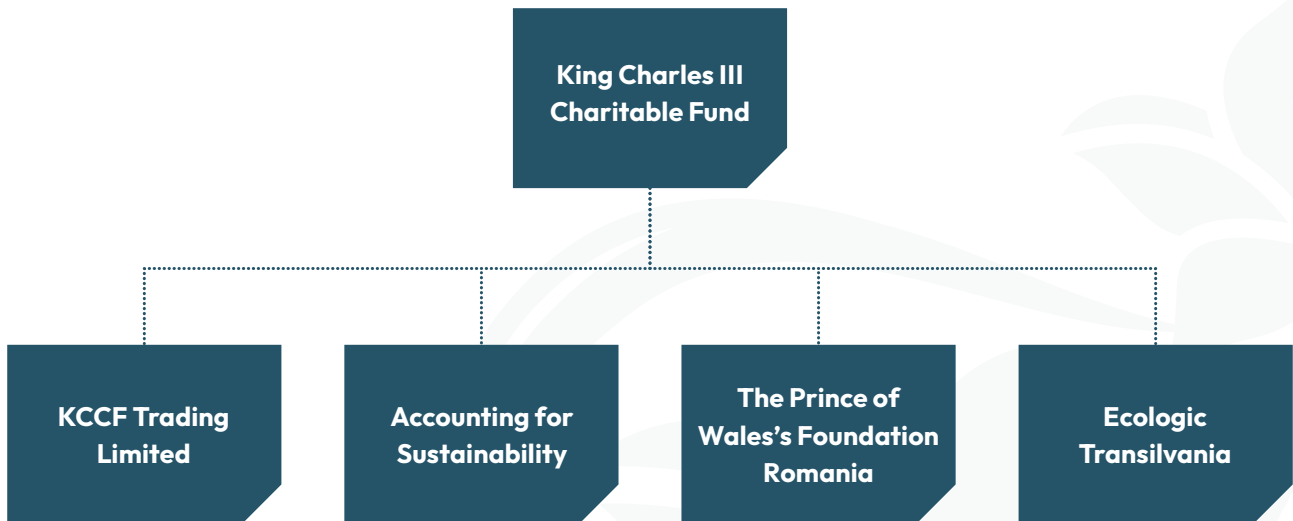 King Charles III
Charitable Fund
KCCF Trading
Limited
Accounting for
Sustainability
The Prince of
Wales’s Foundation
Romania
Ecologic
Transilvania